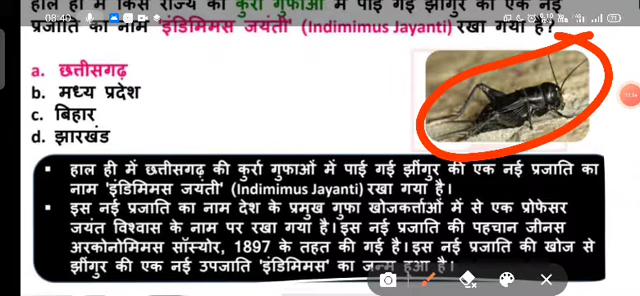 08:40
हाल ही में किस राज्य की कुर्रा गुफाओं में पाई गई झींगुर की एक नई
प्रजाति का नाम 'इंडिमिमस जयंती' (Indimimus Jayanti) रखा गया है?
a. छत्तीसगढ़
b. मध्य प्रदेश
c. बिहार
d. झारखंड
▪ हाल ही में छत्तीसगढ़ की कुर्रा गुफाओं में पाई गई झींगुर की एक नई प्रजाति का
नाम 'इंडिमिमस जयंती' (Indimimus Jayanti) रखा गया है।
▪ इस नई प्रजाति का नाम देश के प्रमुख गुफा खोजकर्ताओं में से एक प्रोफेसर
जयंत विश्वास के नाम पर रखा गया है। इस नई प्रजाति की पहचान जीनस
अरकोनोमिमस सॉस्योर, 1897 के तहत की गई है। इस नई प्रजाति की खोज से
झींगुर की एक नई उपजाति 'इंडिमिमस' का जन्म हुआ है।